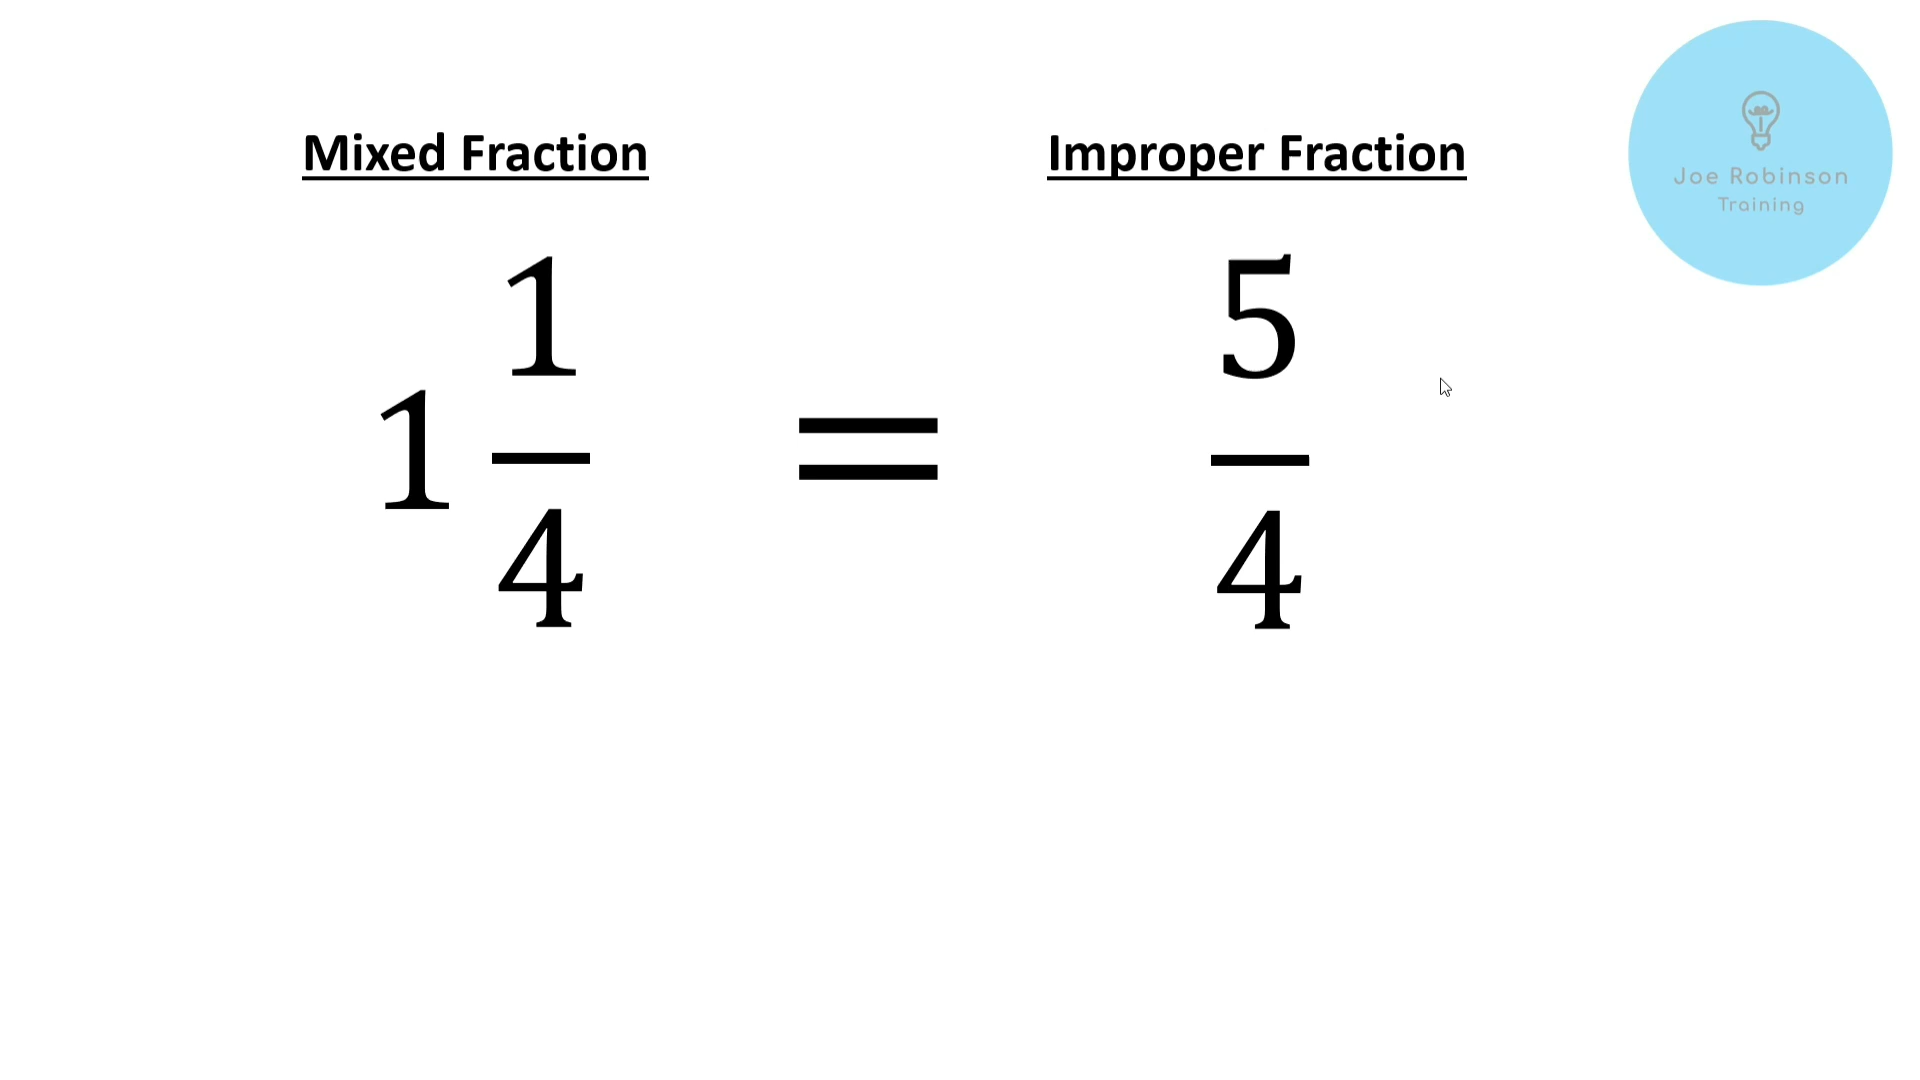 Mixed Fraction
Improper Fraction
1 1/4 = 5/4
Joe Robinson
Training